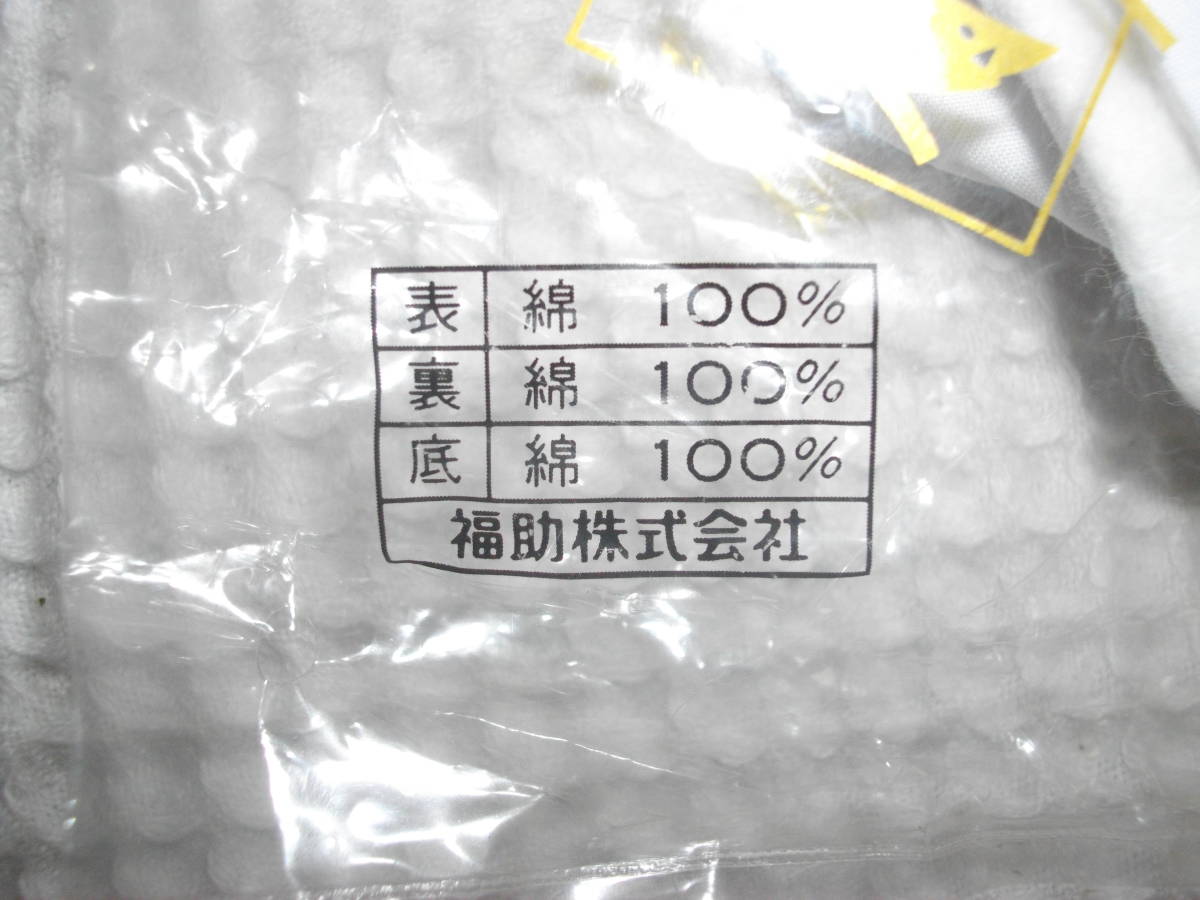 表 綿 100%
裏 綿 100%
底 綿 100%
福助株式会社